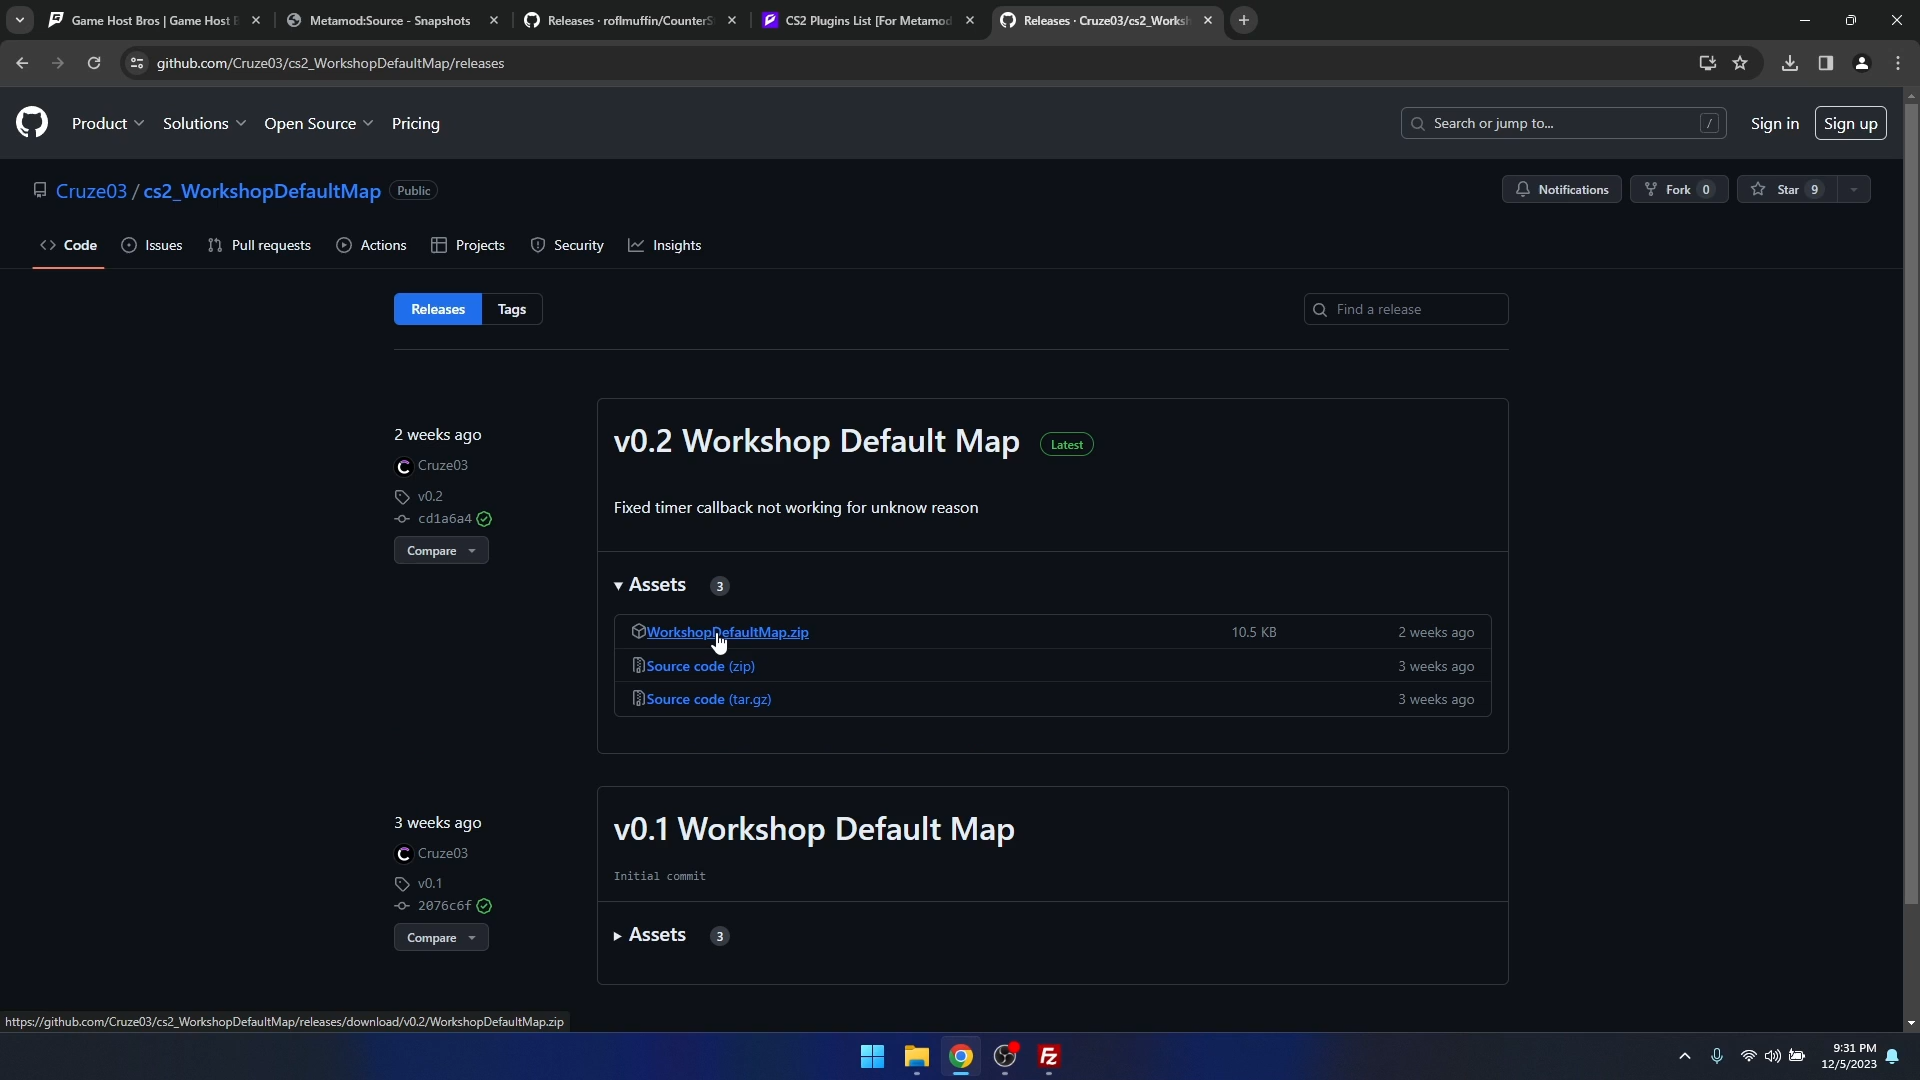 Game Host Bros | Game Host B
Metamod:Source - Snapshots
Releases · roflmuffin/CounterS
CS2 Plugins List [For Metamod
Releases · Cruze03/cs2_Worksh
github.com/Cruze03/cs2_WorkshopDefaultMap/releases
Product
Solutions
Open Source
Pricing
Search or jump to...
/
Sign in
Sign up
Cruze03 / cs2_WorkshopDefaultMap Public
Notifications
Fork 0
Star 9
Code
Issues
Pull requests
Actions
Projects
Security
Insights
Releases
Tags
Find a release
2 weeks ago
Cruze03
v0.2
cd1a6a4
Compare
v0.2 Workshop Default Map Latest
Fixed timer callback not working for unknow reason
Assets 3
WorkshopDefaultMap.zip 10.5 KB 2 weeks ago
Source code (zip) 3 weeks ago
Source code (tar.gz) 3 weeks ago
3 weeks ago
Cruze03
v0.1
2076c6f
Compare
v0.1 Workshop Default Map
Initial commit
Assets 3
https://github.com/Cruze03/cs2_WorkshopDefaultMap/releases/download/v0.2/WorkshopDefaultMap.zip
9:31 PM
12/5/2023